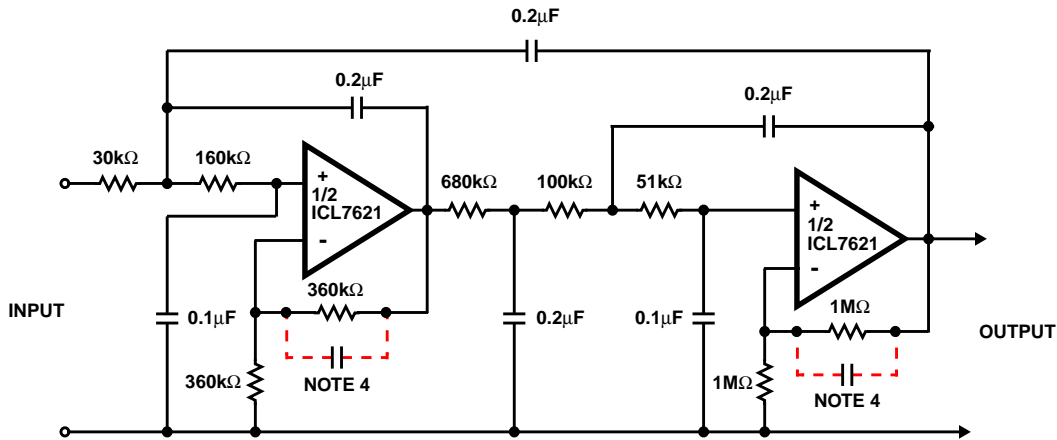 0.2μF
0.2μF
0.2μF
30kΩ
160kΩ
680kΩ
100kΩ
51kΩ
+
1/2
ICL7621
-
+
1/2
ICL7621
-
INPUT
0.1μF
360kΩ
0.2μF
0.1μF
1MΩ
OUTPUT
360kΩ
NOTE 4
1MΩ
NOTE 4